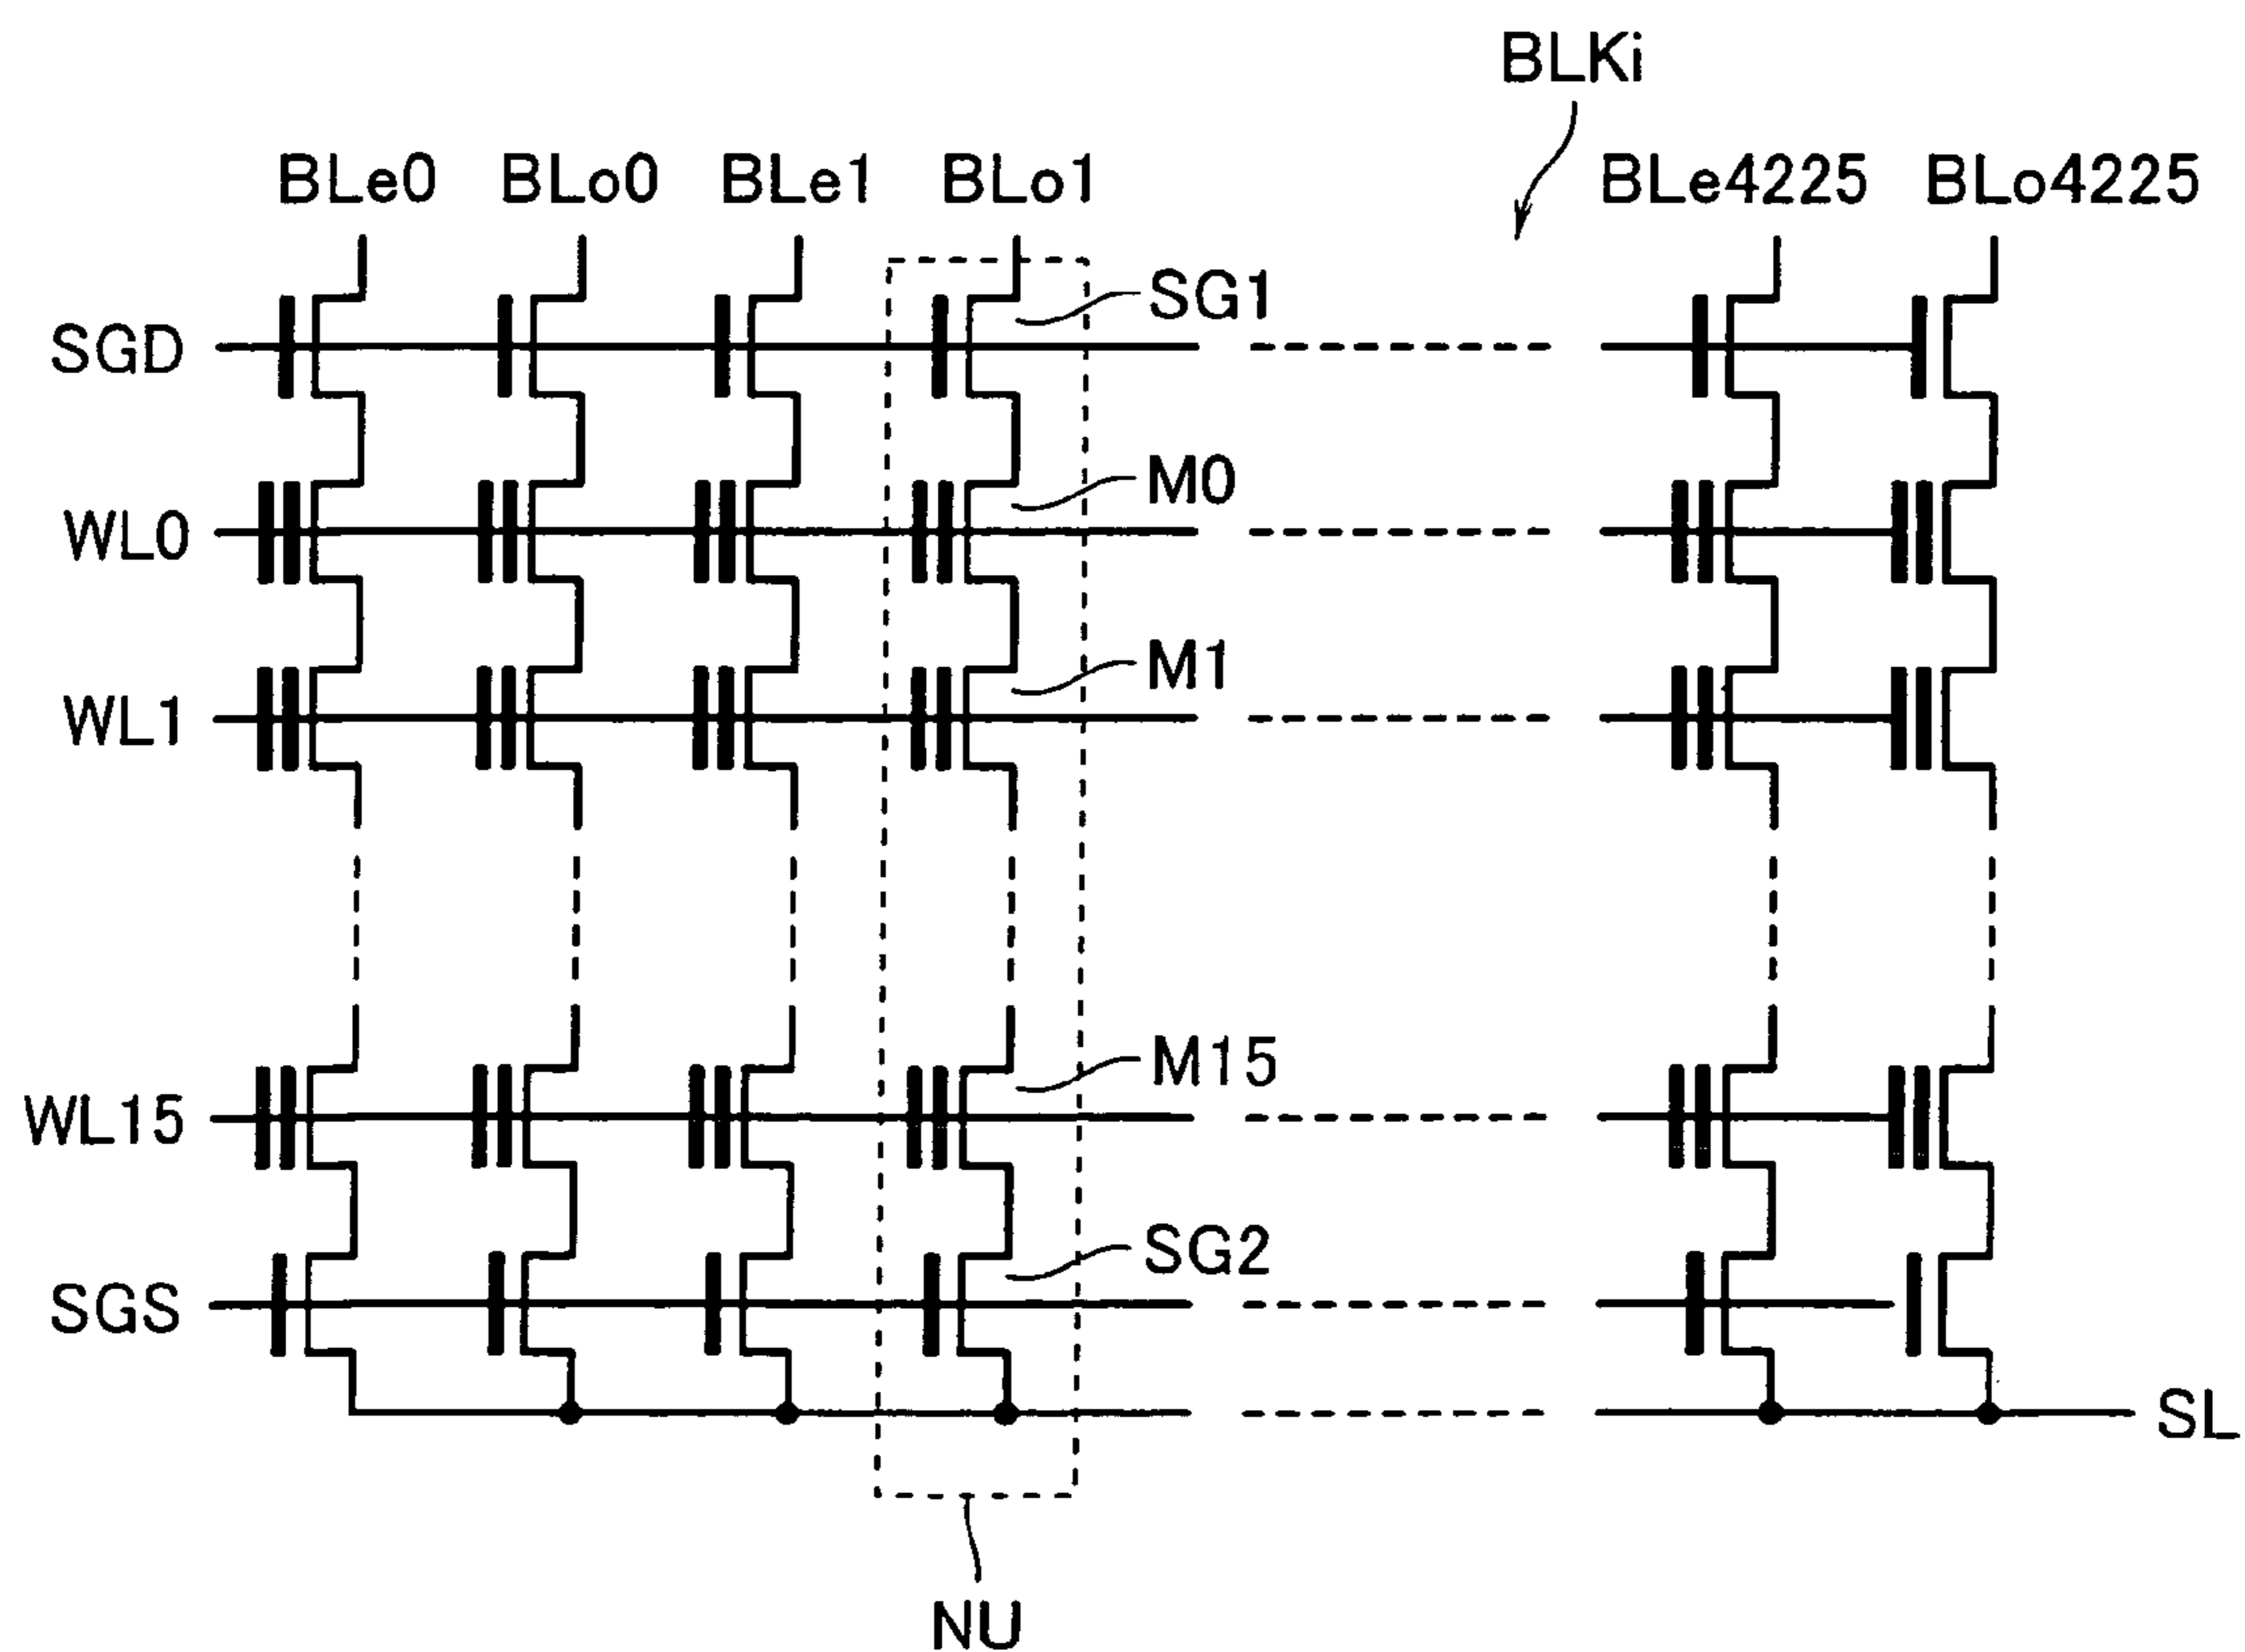 BLKi
BLe0 BLo0 BLe1 BLo1 BLe4225 BLo4225
SGD SG1
WL0 M0
WL1 M1
WL15 M15
SGS SG2
SL
NU